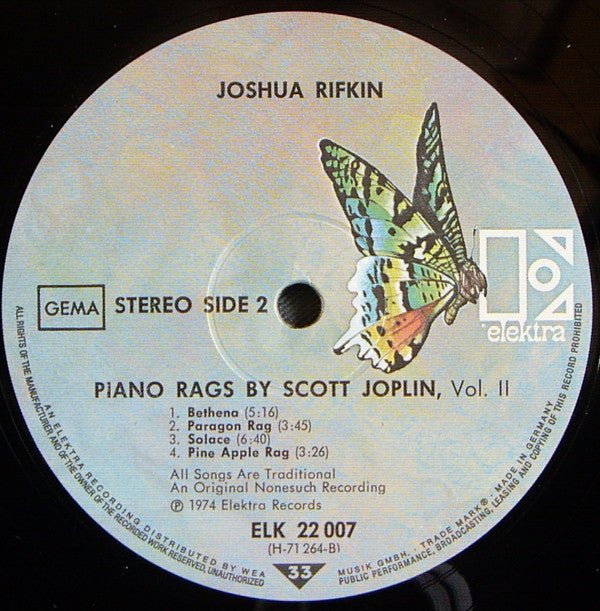 JOSHUA RIFKIN
elektra
GEMA STEREO SIDE 2
PIANO RAGS BY SCOTT JOPLIN, Vol. II
1. Bethena (5:16)
2. Paragon Rag (3:45)
3. Solace (6:40)
4. Pine Apple Rag (3:26)
All Songs Are Traditional
An Original Nonesuch Recording
℗ 1974 Elektra Records
ELK 22 007
(H-71 264-B)
33
ALL RIGHTS OF THE MANUFACTURER AND OF THE OWNER OF THE RECORDED WORK RESERVED, UNAUTHORIZED PUBLIC PERFORMANCE, BROADCASTING, LEASING AND COPYING OF THIS RECORD PROHIBITED
AN ELEKTRA RECORDING DISTRIBUTED BY WEA MUSIK GMBH. · TRADE MARK® · MADE IN GERMANY